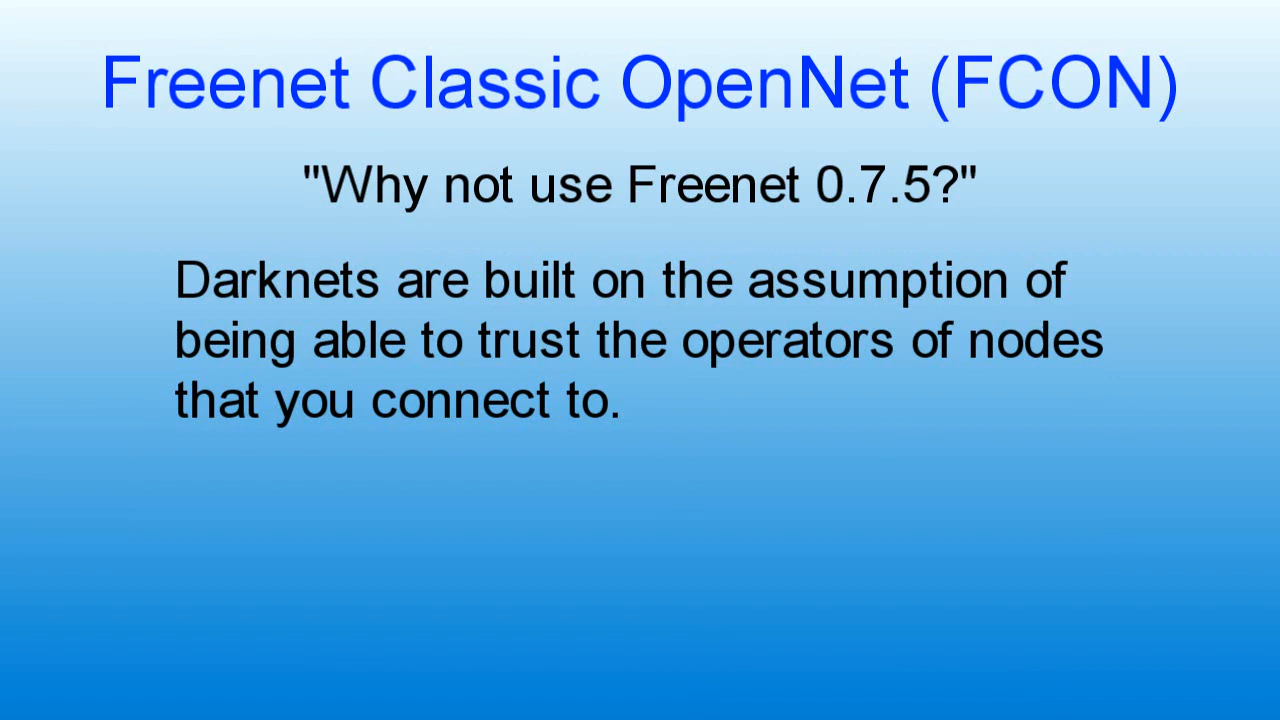 Freenet Classic OpenNet (FCON)
"Why not use Freenet 0.7.5?"
Darknets are built on the assumption of
being able to trust the operators of nodes
that you connect to.